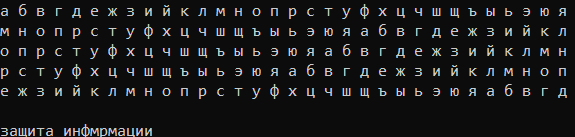 а б в г д е ж з и й к л м н о п р с т у ф х ц ч ш щ ъ ы ь э ю я
м н о п р с т у ф х ц ч ш щ ъ ы ь э ю я а б в г д е ж з и й к л
о п р с т у ф х ц ч ш щ ъ ы ь э ю я а б в г д е ж з и й к л м н
р с т у ф х ц ч ш щ ъ ы ь э ю я а б в г д е ж з и й к л м н о п
е ж з и й к л м н о п р с т у ф х ц ч ш щ ъ ы ь э ю я а б в г д
защита инфмрмации